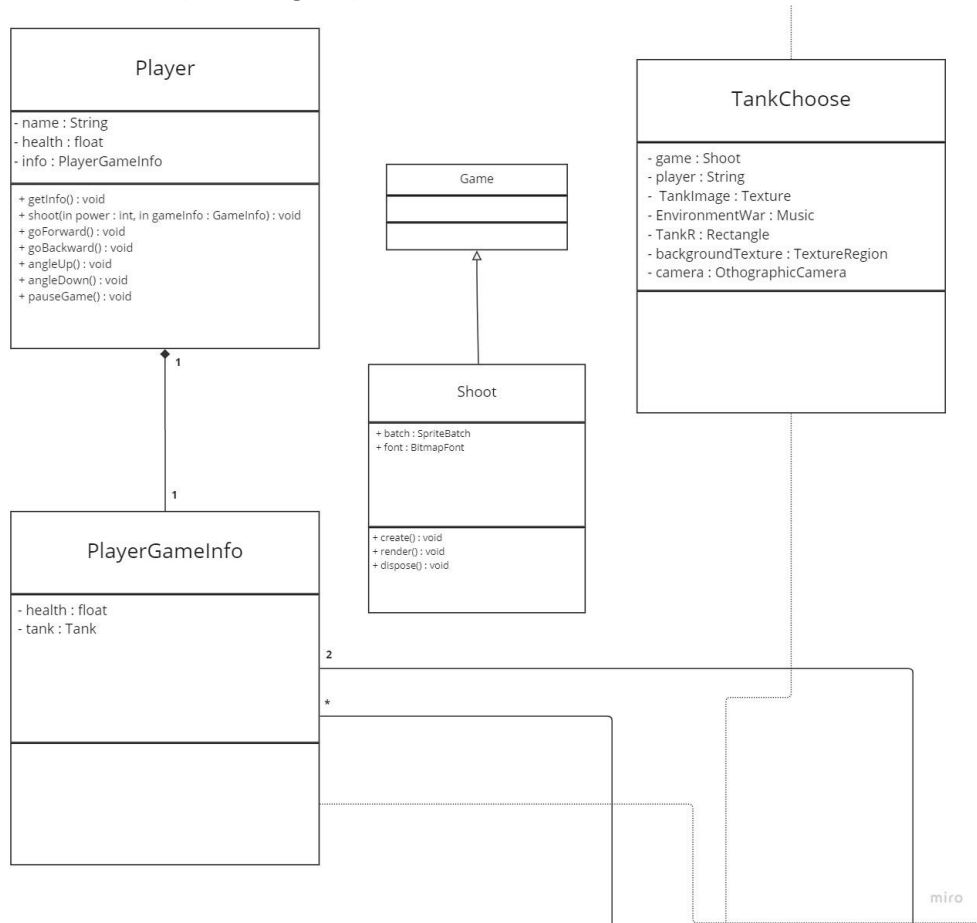 Player
- name : String
- health : float
- info : PlayerGameInfo
+ getInfo() : void
+ shoot(in power : int, in gameInfo : GameInfo) : void
+ goForward() : void
+ goBackward() : void
+ angleUp() : void
+ angleDown() : void
+ pauseGame() : void
1
1
PlayerGameInfo
- health : float
- tank : Tank
2
*
Game
Shoot
+ batch : SpriteBatch
+ font : BitmapFont
+ create() : void
+ render() : void
+ dispose() : void
TankChoose
- game : Shoot
- player : String
- TankImage : Texture
- EnvironmentWar : Music
- TankR : Rectangle
- backgroundTexture : TextureRegion
- camera : OthographicCamera
miro